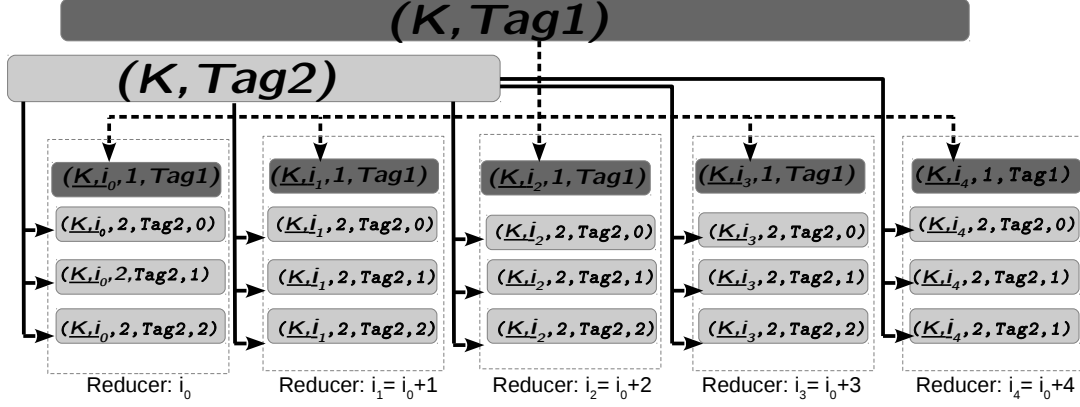 (K,Tag1)
(K,Tag2)
(K,i₀,1,Tag1) (K,i₁,1,Tag1) (K,i₂,1,Tag1) (K,i₃,1,Tag1) (K,i₄,1,Tag1)
(K,i₀,2,Tag2,0) (K,i₁,2,Tag2,0) (K,i₂,2,Tag2,0) (K,i₃,2,Tag2,0) (K,i₄,2,Tag2,0)
(K,i₀,2,Tag2,1) (K,i₁,2,Tag2,1) (K,i₂,2,Tag2,1) (K,i₃,2,Tag2,1) (K,i₄,2,Tag2,1)
(K,i₀,2,Tag2,2) (K,i₁,2,Tag2,2) (K,i₂,2,Tag2,2) (K,i₃,2,Tag2,2) (K,i₄,2,Tag2,1)
Reducer: i₀ Reducer: i₁= i₀+1 Reducer: i₂= i₀+2 Reducer: i₃= i₀+3 Reducer: i₄= i₀+4